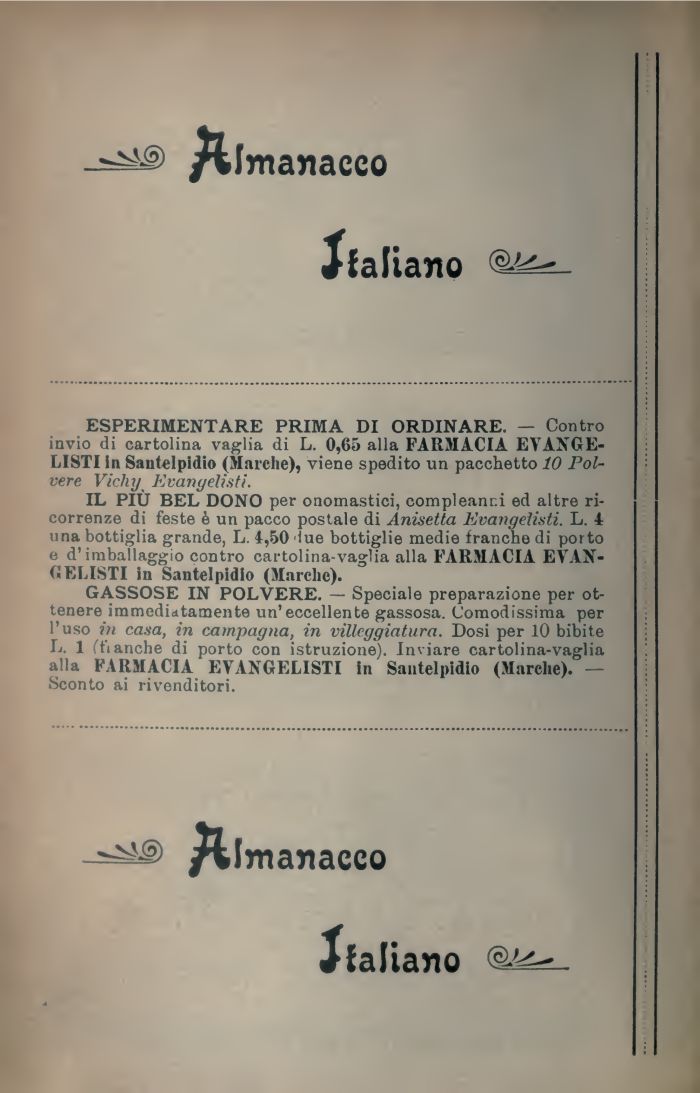 Almanacco
Italiano
ESPERIMENTARE PRIMA DI ORDINARE. — Contro
invio di cartolina vaglia di L. 0,65 alla FARMACIA EVANGE-
LISTI in Santelpidio (Marche), viene spedito un pacchetto 10 Pol-
vere Vichy Evangelisti.
IL PIÙ BEL DONO per onomastici, compleanni ed altre ri-
correnze di feste è un pacco postale di Anisetta Evangelisti. L. 4
una bottiglia grande, L. 4,50 due bottiglie medie franche di porto
e d'imballaggio contro cartolina-vaglia alla FARMACIA EVAN-
GELISTI in Santelpidio (Marche).
GASSOSE IN POLVERE. — Speciale preparazione per ot-
tenere immediatamente un' eccellente gassosa. Comodissima per
l'uso in casa, in campagna, in villeggiatura. Dosi per 10 bibite
L. 1 (franche di porto con istruzione). Inviare cartolina-vaglia
alla FARMACIA EVANGELISTI in Santelpidio (Marche). —
Sconto ai rivenditori.
Almanacco
Italiano